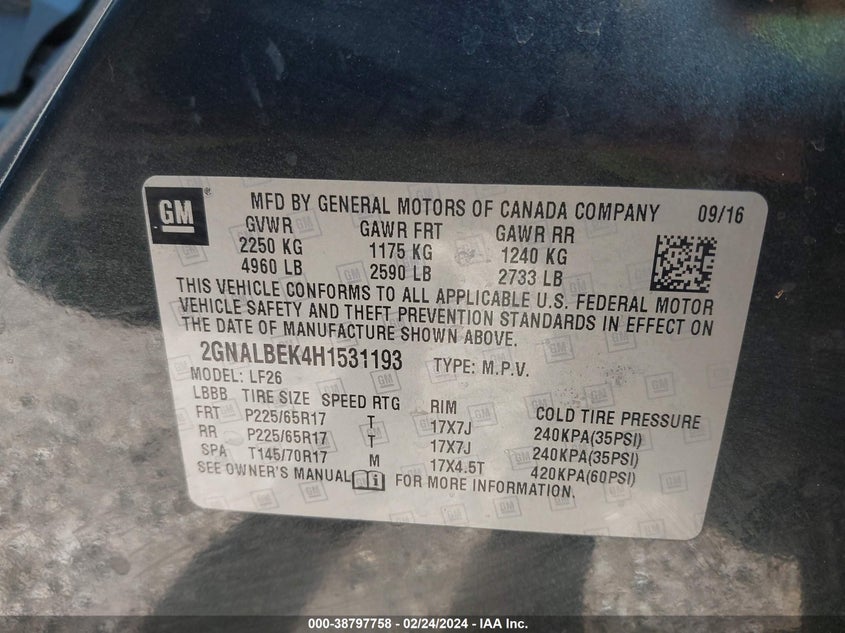 GM ® MFD BY GENERAL MOTORS OF CANADA COMPANY 09/16
GVWR GAWR FRT GAWR RR
2250 KG 1175 KG 1240 KG
4960 LB 2590 LB 2733 LB
THIS VEHICLE CONFORMS TO ALL APPLICABLE U.S. FEDERAL MOTOR
VEHICLE SAFETY AND THEFT PREVENTION STANDARDS IN EFFECT ON
THE DATE OF MANUFACTURE SHOWN ABOVE.
2GNALBEK4H1531193 TYPE: M.P.V.
MODEL: LF26
LBBB TIRE SIZE SPEED RTG RIM COLD TIRE PRESSURE
FRT P225/65R17 T 17X7J 240KPA(35PSI)
RR P225/65R17 T 17X7J 240KPA(35PSI)
SPA T145/70R17 M 17X4.5T 420KPA(60PSI)
SEE OWNER'S MANUAL FOR MORE INFORMATION.
000-38797758 - 02/24/2024 - IAA Inc.